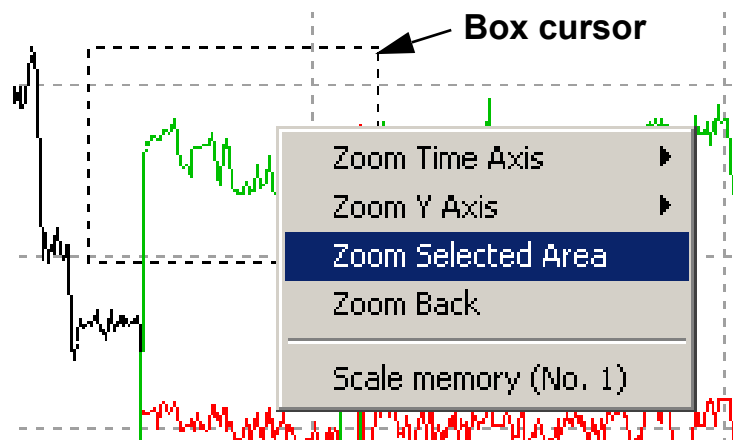 Box cursor
Zoom Time Axis
Zoom Y Axis
Zoom Selected Area
Zoom Back
Scale memory (No. 1)